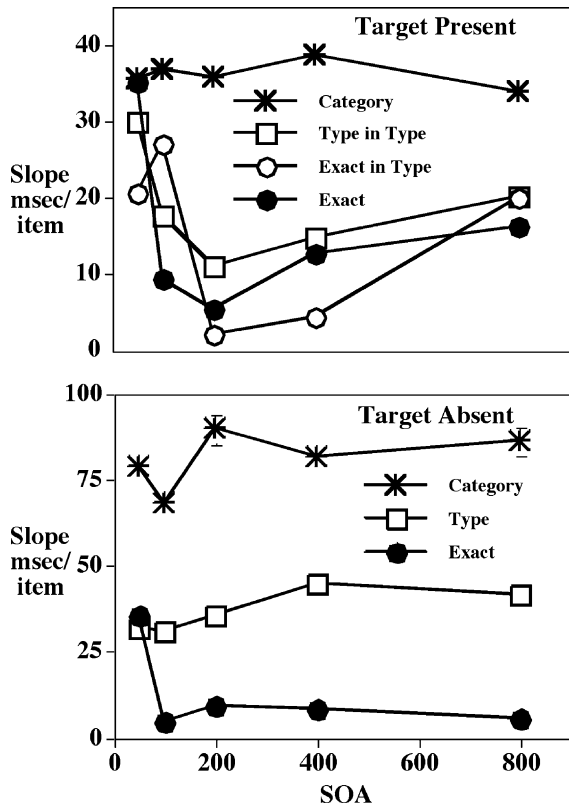 Target Present
40
30
20
10
0
Slope
msec/
item
Category
Type in Type
Exact in Type
Exact
Target Absent
100
75
50
25
0
Slope
msec/
item
Category
Type
Exact
0 200 400 600 800
SOA